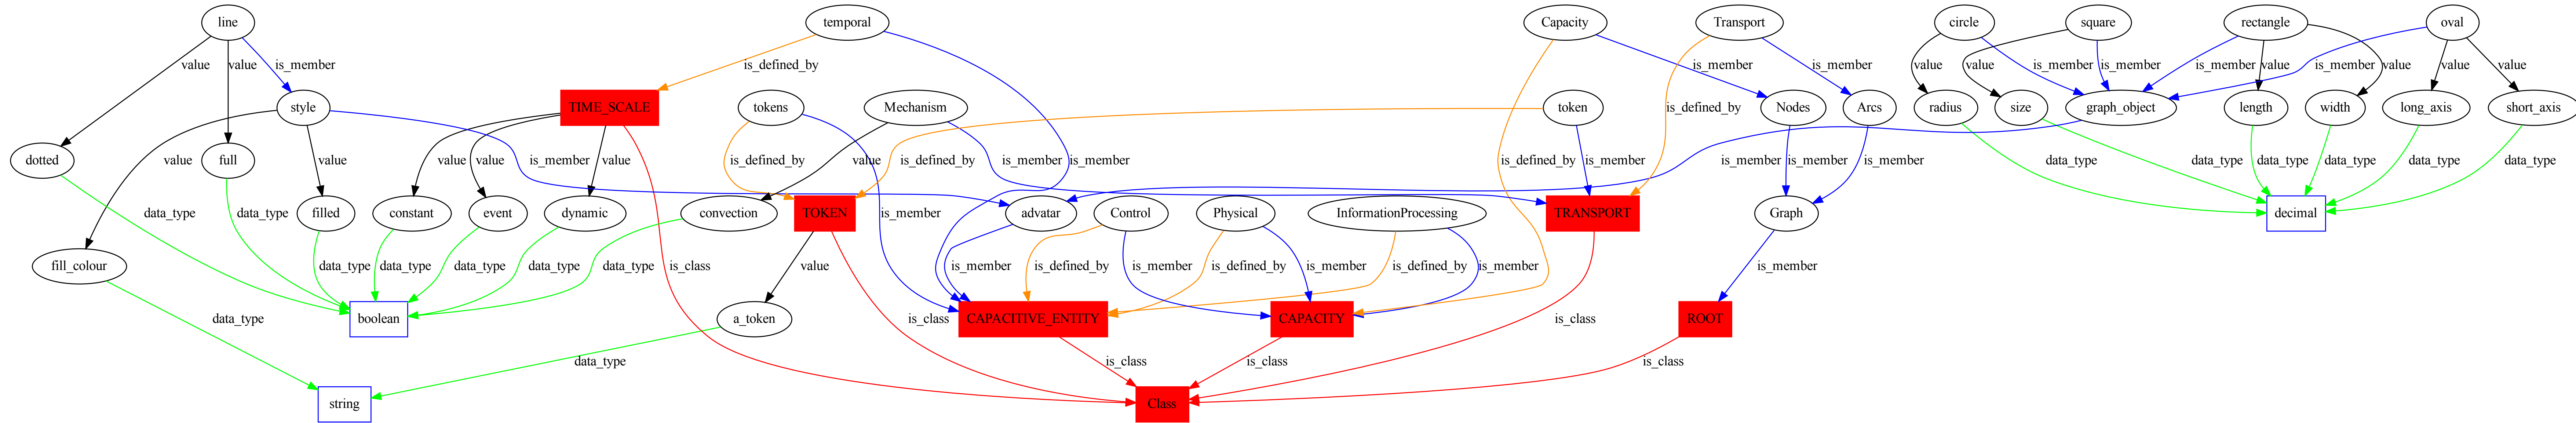 line
temporal
Capacity
Transport
circle
square
rectangle
oval
value
value
is_member
is_defined_by
is_member
is_member
is_member
is_member
is_member
value
value
is_member
value
value
style
TIME_SCALE
tokens
Mechanism
token
is_defined_by
Nodes
Arcs
radius
value
size
value
graph_object
length
width
long_axis
short_axis
dotted
value
full
value
is_member
value
value
value
is_defined_by
value
is_defined_by
is_member
is_member
is_member
is_defined_by
is_member
is_member
is_member
data_type
data_type
data_type
data_type
data_type
data_type
data_type
data_type
filled
constant
event
dynamic
convection
TOKEN
is_member
advatar
Control
Physical
InformationProcessing
TRANSPORT
Graph
decimal
fill_colour
data_type
data_type
data_type
data_type
data_type
is_class
is_member
is_defined_by
is_member
is_defined_by
is_member
is_defined_by
is_member
is_member
data_type
boolean
a_token
value
is_class
CAPACITIVE_ENTITY
CAPACITY
is_class
ROOT
data_type
is_class
is_class
is_class
string
Class